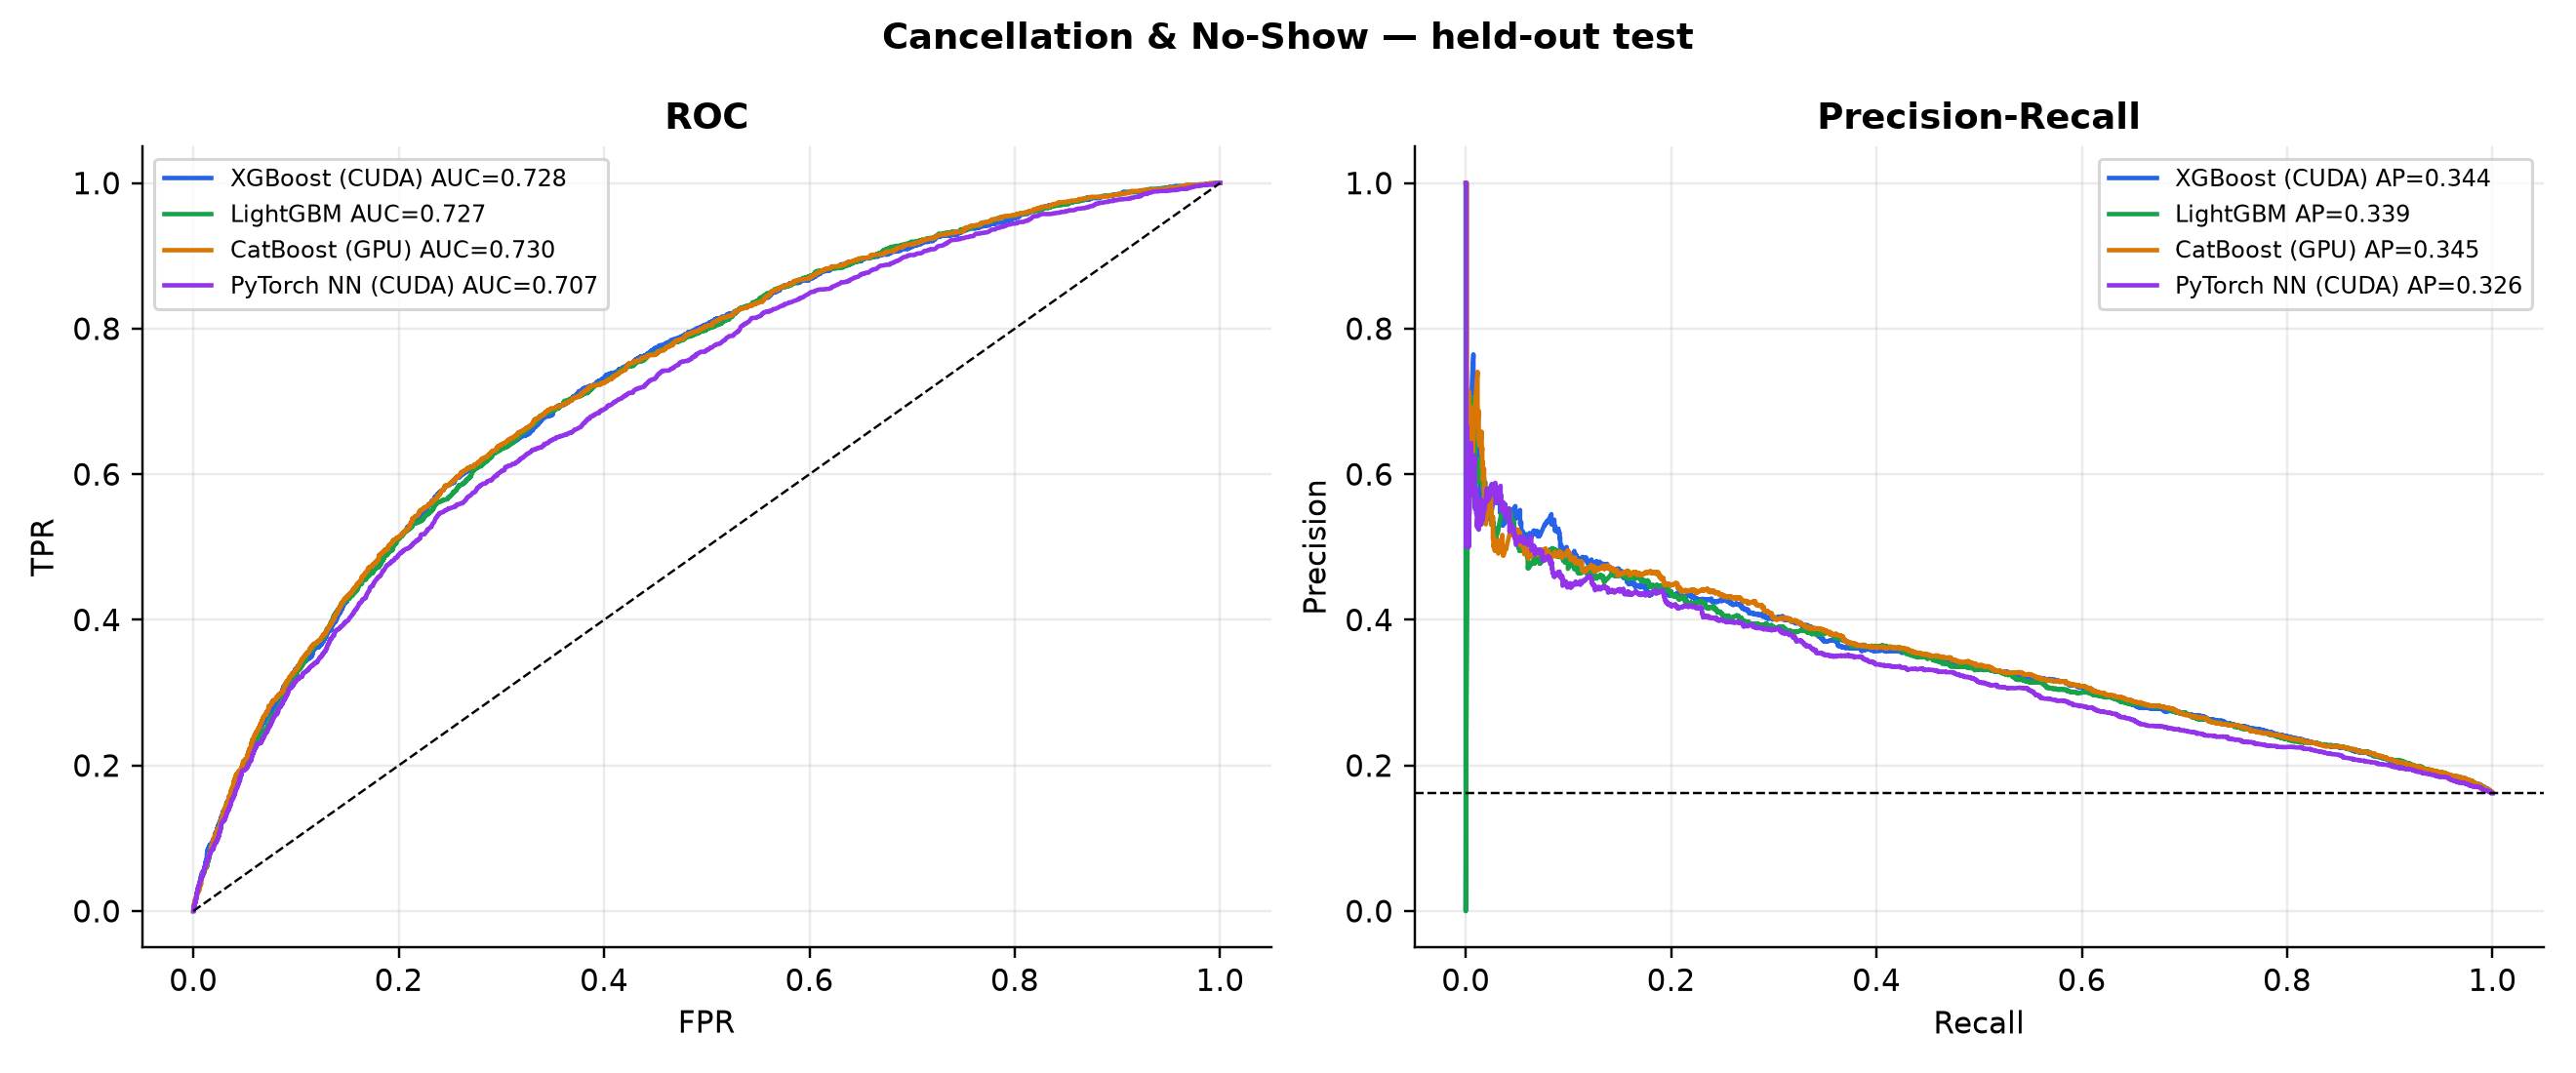 Cancellation & No-Show — held-out test
ROC
XGBoost (CUDA) AUC=0.728
LightGBM AUC=0.727
CatBoost (GPU) AUC=0.730
PyTorch NN (CUDA) AUC=0.707
1.0
0.8
0.6
0.4
0.2
0.0
TPR
0.0 0.2 0.4 0.6 0.8 1.0
FPR
Precision-Recall
XGBoost (CUDA) AP=0.344
LightGBM AP=0.339
CatBoost (GPU) AP=0.345
PyTorch NN (CUDA) AP=0.326
1.0
0.8
0.6
0.4
0.2
0.0
Precision
0.0 0.2 0.4 0.6 0.8 1.0
Recall